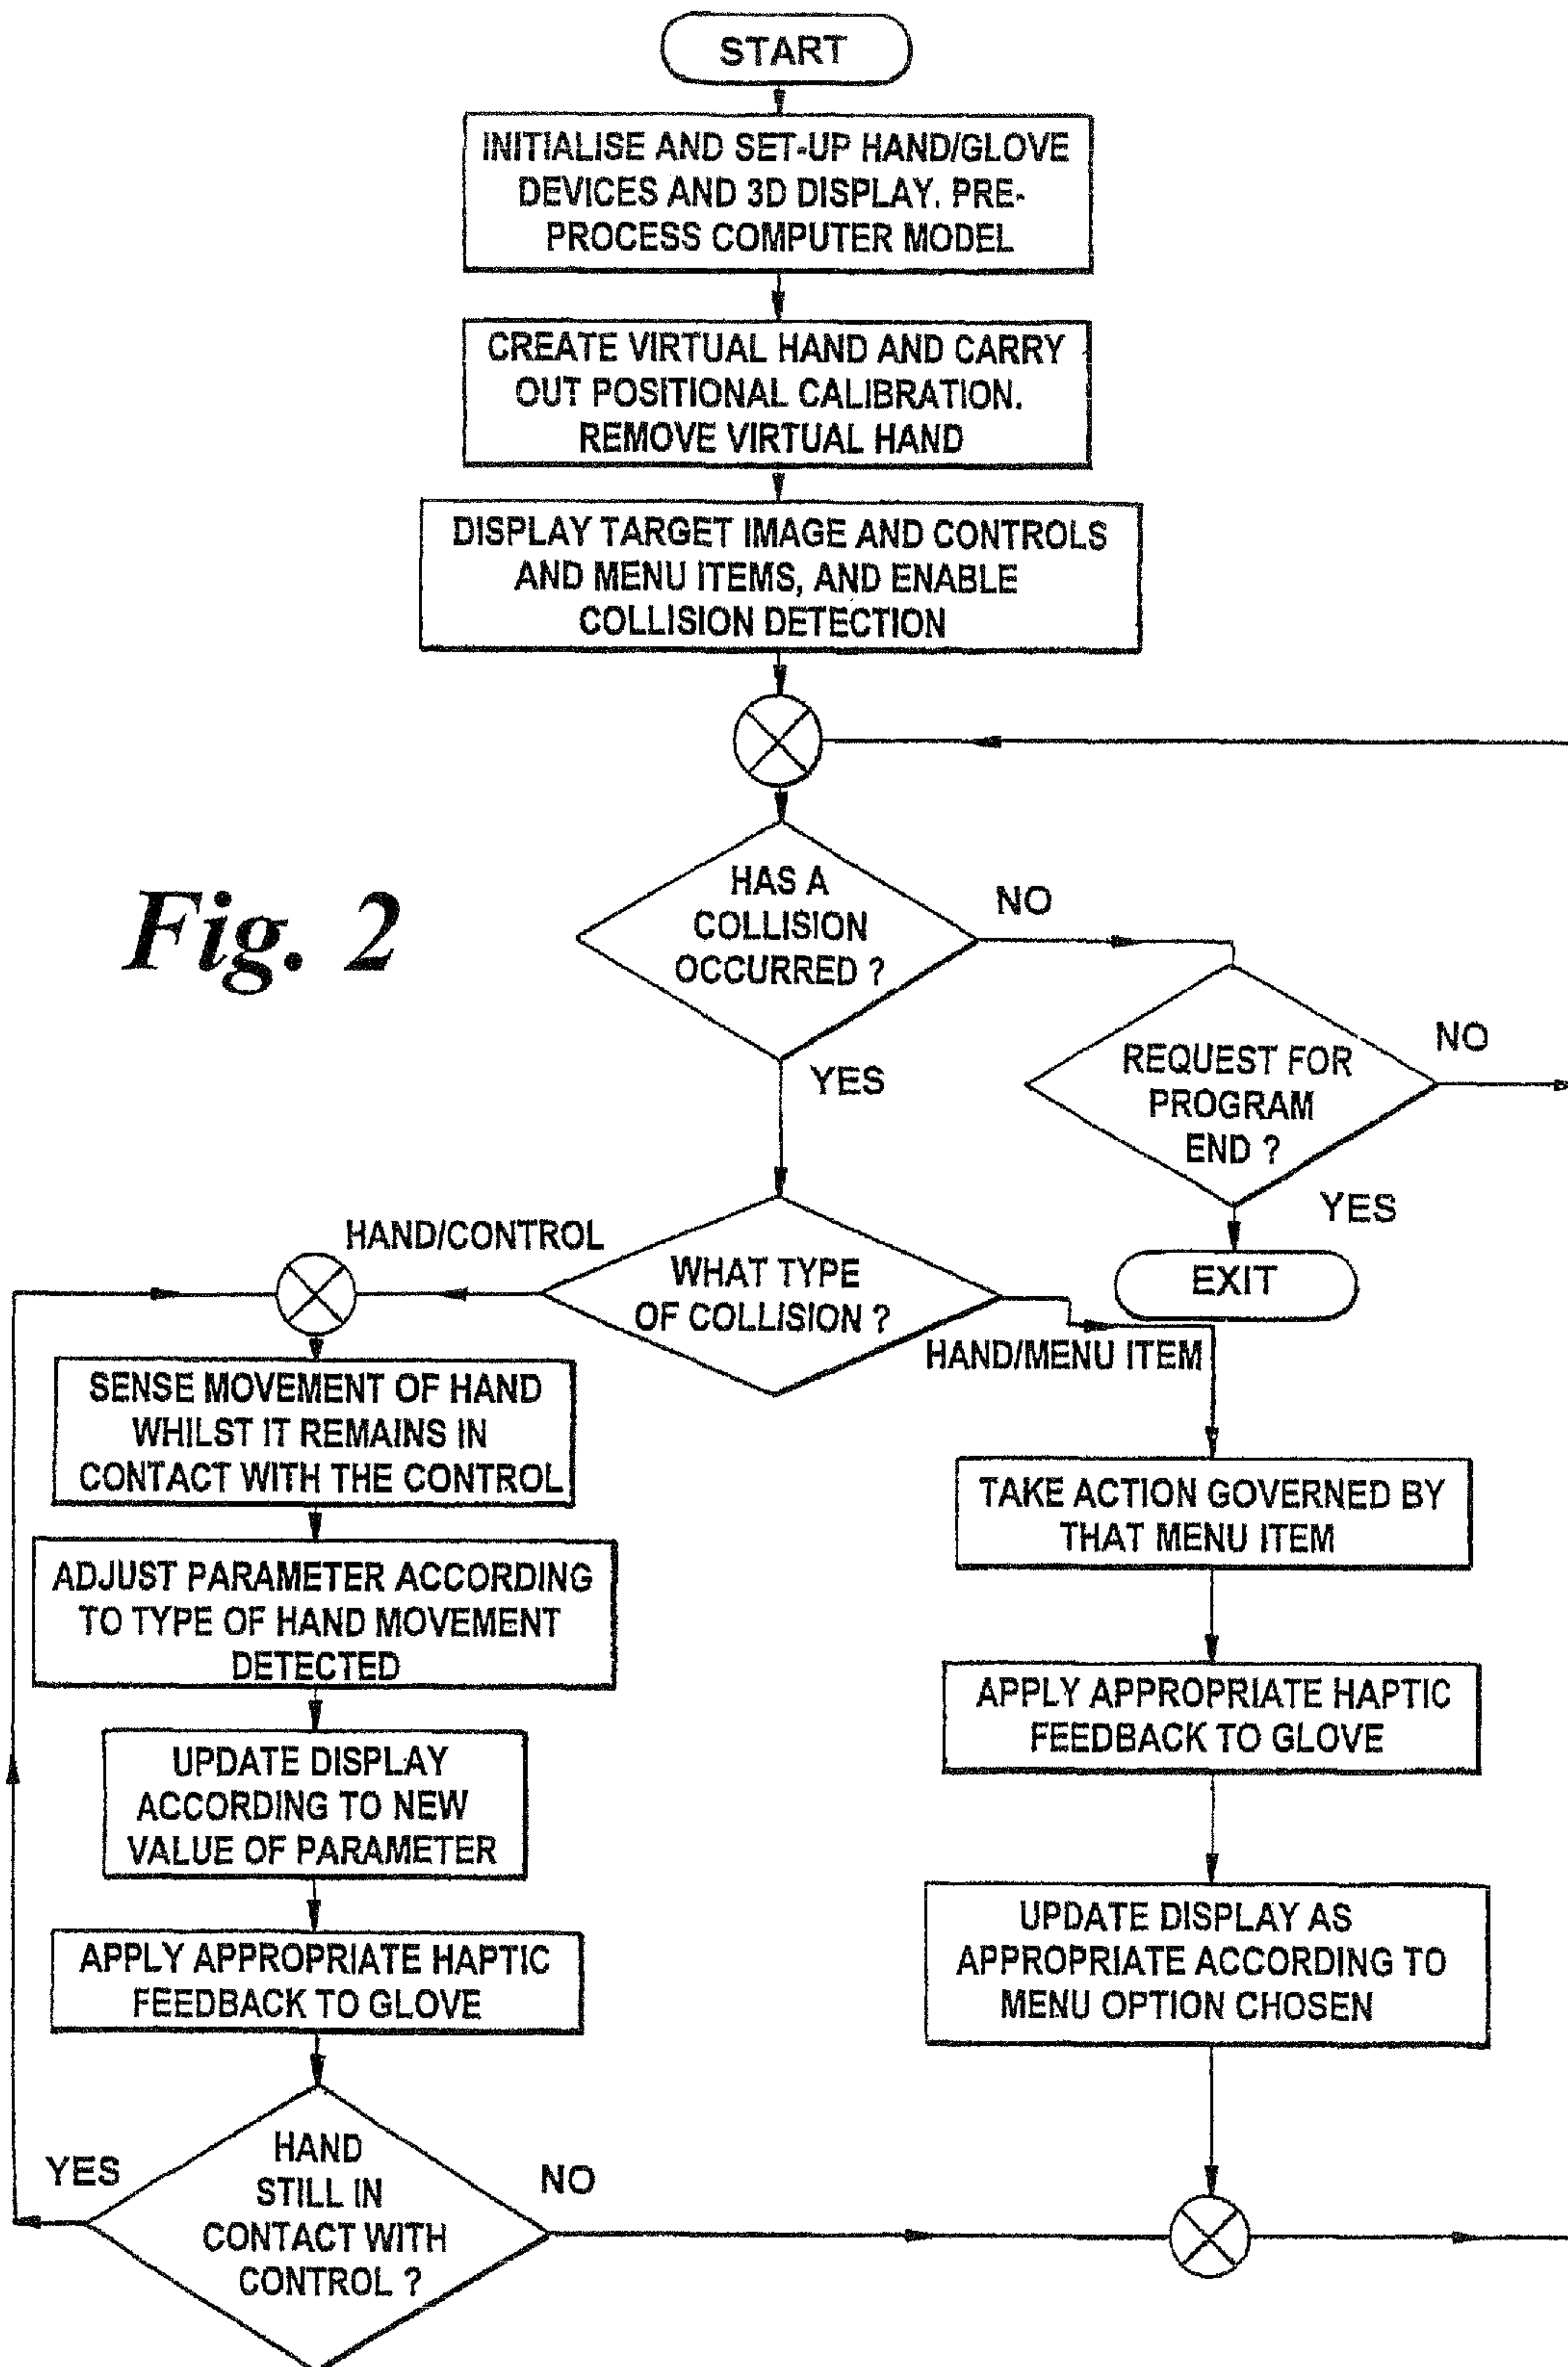 START
INITIALISE AND SET-UP HAND/GLOVE
DEVICES AND 3D DISPLAY. PRE-
PROCESS COMPUTER MODEL
CREATE VIRTUAL HAND AND CARRY
OUT POSITIONAL CALIBRATION.
REMOVE VIRTUAL HAND
DISPLAY TARGET IMAGE AND CONTROLS
AND MENU ITEMS, AND ENABLE
COLLISION DETECTION
Fig. 2
HAS A
COLLISION
OCCURRED ?
NO
YES
REQUEST FOR
PROGRAM
END ?
NO
YES
EXIT
WHAT TYPE
OF COLLISION ?
HAND/CONTROL
HAND/MENU ITEM
SENSE MOVEMENT OF HAND
WHILST IT REMAINS IN
CONTACT WITH THE CONTROL
ADJUST PARAMETER ACCORDING
TO TYPE OF HAND MOVEMENT
DETECTED
UPDATE DISPLAY
ACCORDING TO NEW
VALUE OF PARAMETER
APPLY APPROPRIATE HAPTIC
FEEDBACK TO GLOVE
HAND
STILL IN
CONTACT WITH
CONTROL ?
YES
NO
TAKE ACTION GOVERNED BY
THAT MENU ITEM
APPLY APPROPRIATE HAPTIC
FEEDBACK TO GLOVE
UPDATE DISPLAY AS
APPROPRIATE ACCORDING TO
MENU OPTION CHOSEN